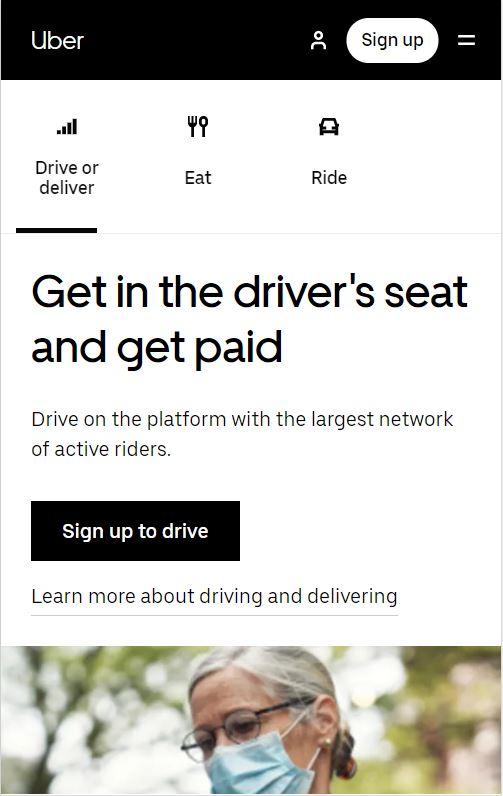 Uber
Sign up
Drive or
deliver
Eat
Ride
Get in the driver's seat
and get paid
Drive on the platform with the largest network
of active riders.
Sign up to drive
Learn more about driving and delivering